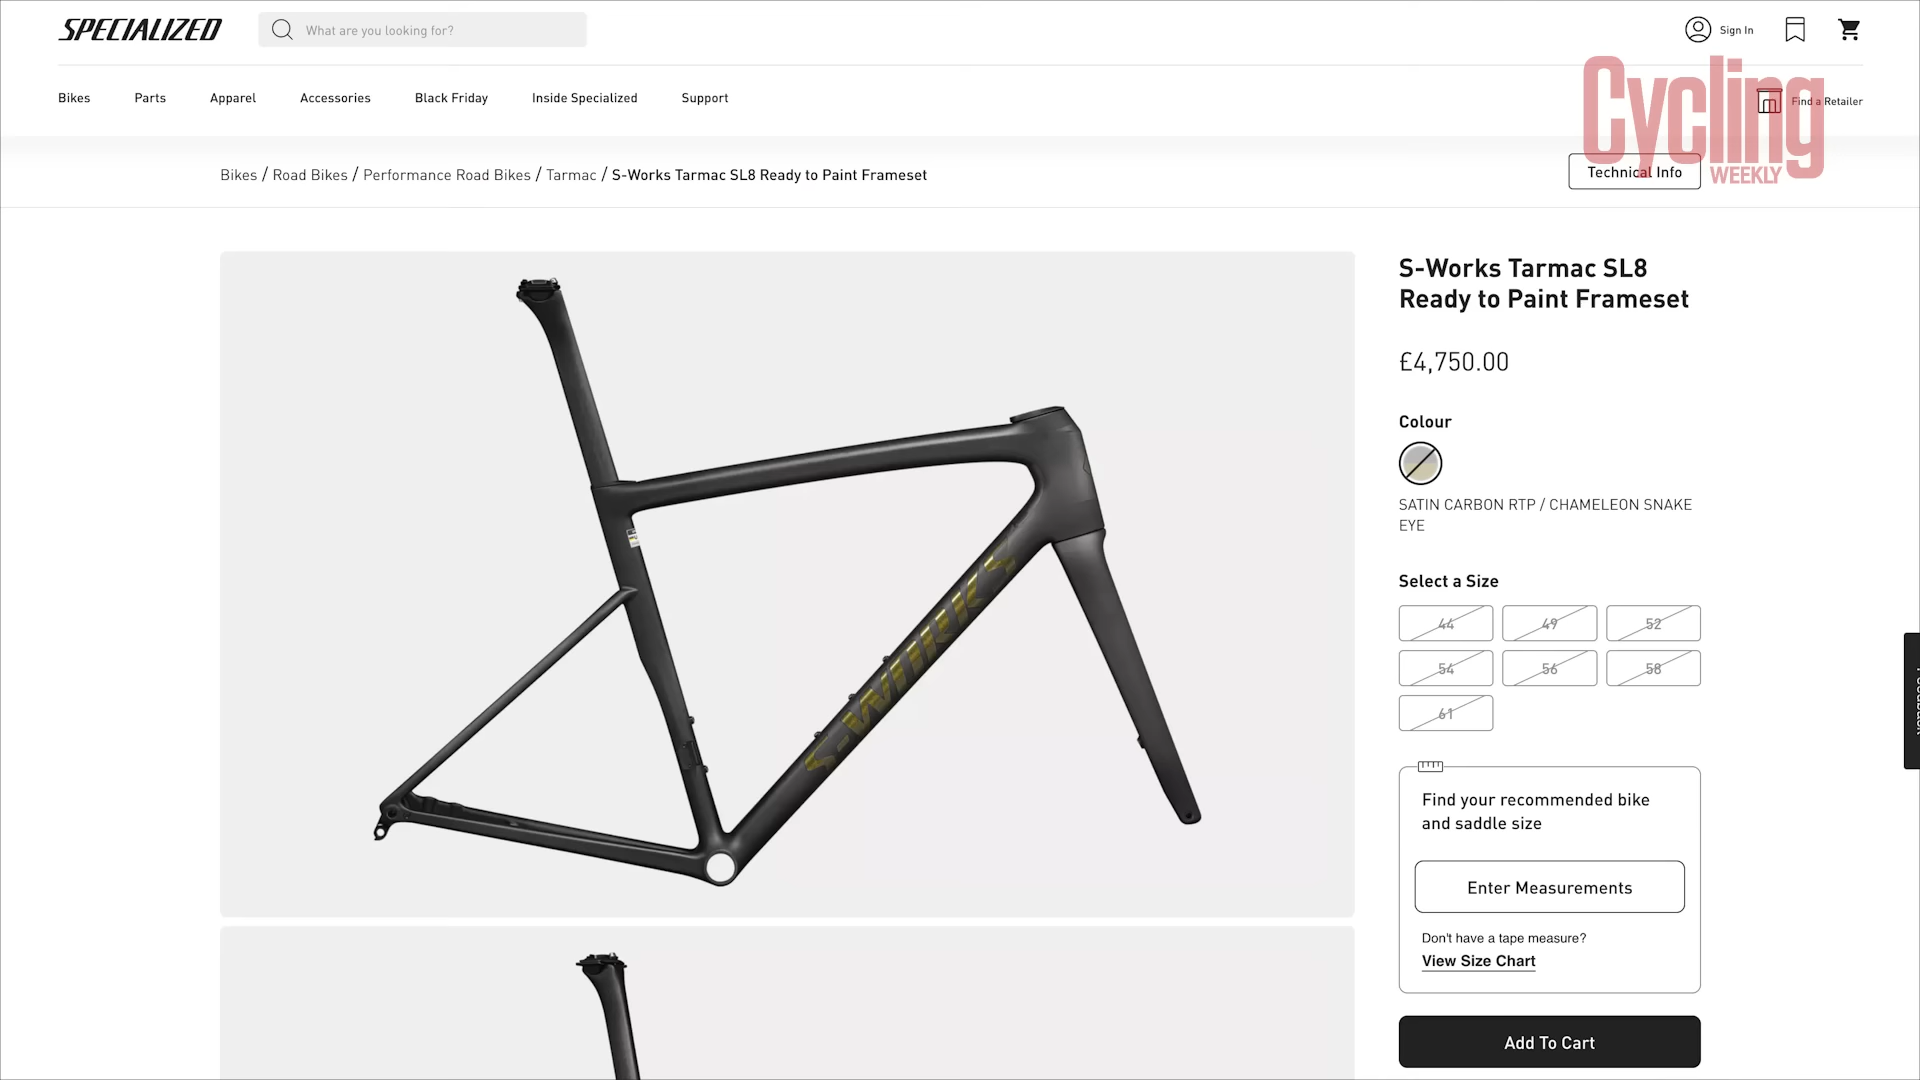 SPECIALIZED
What are you looking for?
Sign In
Bikes
Parts
Apparel
Accessories
Black Friday
Inside Specialized
Support
Find a Retailer
Cycling
WEEKLY
Bikes / Road Bikes / Performance Road Bikes / Tarmac / S-Works Tarmac SL8 Ready to Paint Frameset
Technical Info
S-WORKS
S-Works Tarmac SL8
Ready to Paint Frameset
£4,750.00
Colour
SATIN CARBON RTP / CHAMELEON SNAKE
EYE
Select a Size
44
49
52
54
56
58
61
Find your recommended bike
and saddle size
Enter Measurements
Don't have a tape measure?
View Size Chart
Add To Cart